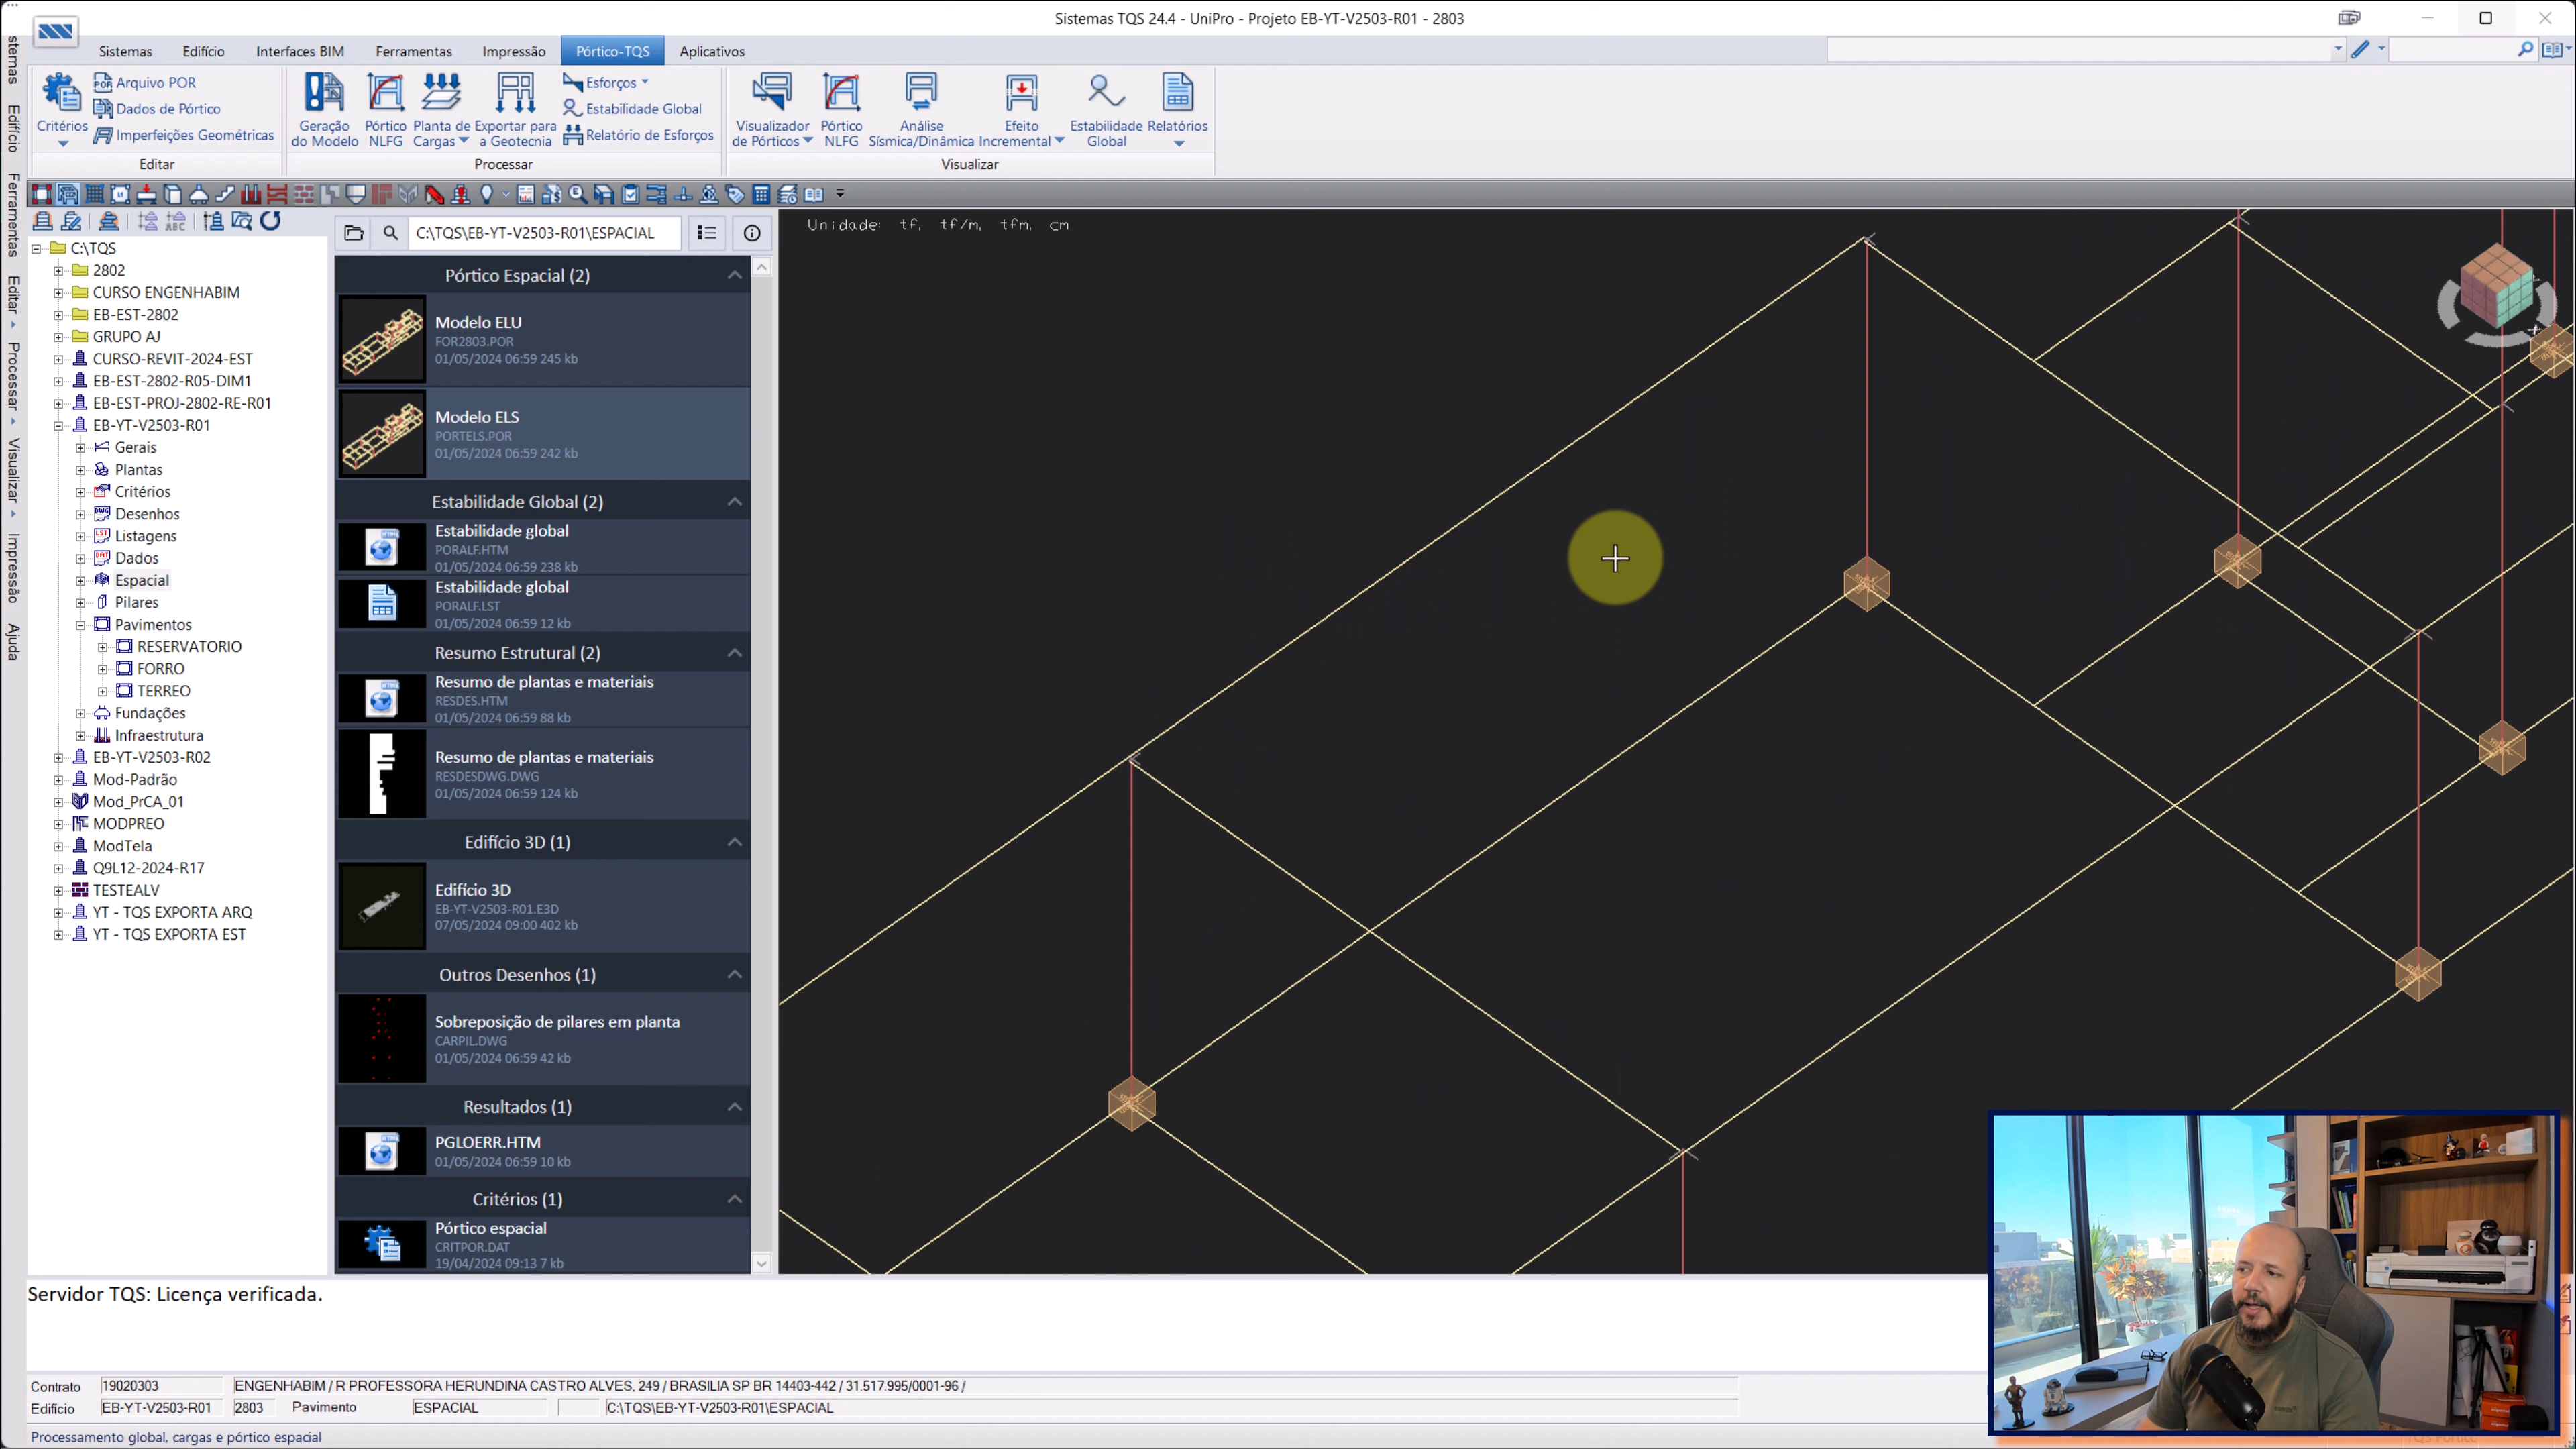 Sistemas TQS 24.4 - UniPro - Projeto EB-YT-V2503-R01 - 2803
Sistemas Edifício Interfaces BIM Ferramentas Impressão Pórtico-TQS Aplicativos
Critérios
Arquivo POR
Dados de Pórtico
Imperfeições Geométricas
Editar
Geração do Modelo
Pórtico NLFG
Planta de Cargas
Exportar para a Geotecnia
Esforços
Estabilidade Global
Relatório de Esforços
Processar
Visualizador de Pórticos
Pórtico NLFG
Análise Sísmica/Dinâmica
Efeito Incremental
Estabilidade Global
Relatórios
Visualizar
stemas
Edifício
Ferramentas
Editar
Processar
Visualizar
Impressão
Ajuda
C:\TQS
2802
CURSO ENGENHABIM
EB-EST-2802
GRUPO AJ
CURSO-REVIT-2024-EST
EB-EST-2802-R05-DIM1
EB-EST-PROJ-2802-RE-R01
EB-YT-V2503-R01
Gerais
Plantas
Critérios
Desenhos
Listagens
Dados
Espacial
Pilares
Pavimentos
RESERVATORIO
FORRO
TERREO
Fundações
Infraestrutura
EB-YT-V2503-R02
Mod-Padrão
Mod_PrCA_01
MODPREO
ModTela
Q9L12-2024-R17
TESTEALV
YT - TQS EXPORTA ARQ
YT - TQS EXPORTA EST
C:\TQS\EB-YT-V2503-R01\ESPACIAL
Pórtico Espacial (2)
Modelo ELU
FOR2803.POR
01/05/2024 06:59 245 kb
Modelo ELS
PORTELS.POR
01/05/2024 06:59 242 kb
Estabilidade Global (2)
Estabilidade global
PORALF.HTM
01/05/2024 06:59 238 kb
Estabilidade global
PORALF.LST
01/05/2024 06:59 12 kb
Resumo Estrutural (2)
Resumo de plantas e materiais
RESDES.HTM
01/05/2024 06:59 88 kb
Resumo de plantas e materiais
RESDESDWG.DWG
01/05/2024 06:59 124 kb
Edifício 3D (1)
Edifício 3D
EB-YT-V2503-R01.E3D
07/05/2024 09:00 402 kb
Outros Desenhos (1)
Sobreposição de pilares em planta
CARPIL.DWG
01/05/2024 06:59 42 kb
Resultados (1)
PGLOERR.HTM
01/05/2024 06:59 10 kb
Critérios (1)
Pórtico espacial
CRITPOR.DAT
19/04/2024 09:13 7 kb
Unidade: tf, tf/m, tfm, cm
Servidor TQS: Licença verificada.
Contrato 19020303 ENGENHABIM / R PROFESSORA HERUNDINA CASTRO ALVES, 249 / BRASILIA SP BR 14403-442 / 31.517.995/0001-96 /
Edifício EB-YT-V2503-R01 2803 Pavimento ESPACIAL C:\TQS\EB-YT-V2503-R01\ESPACIAL
Processamento global, cargas e pórtico espacial